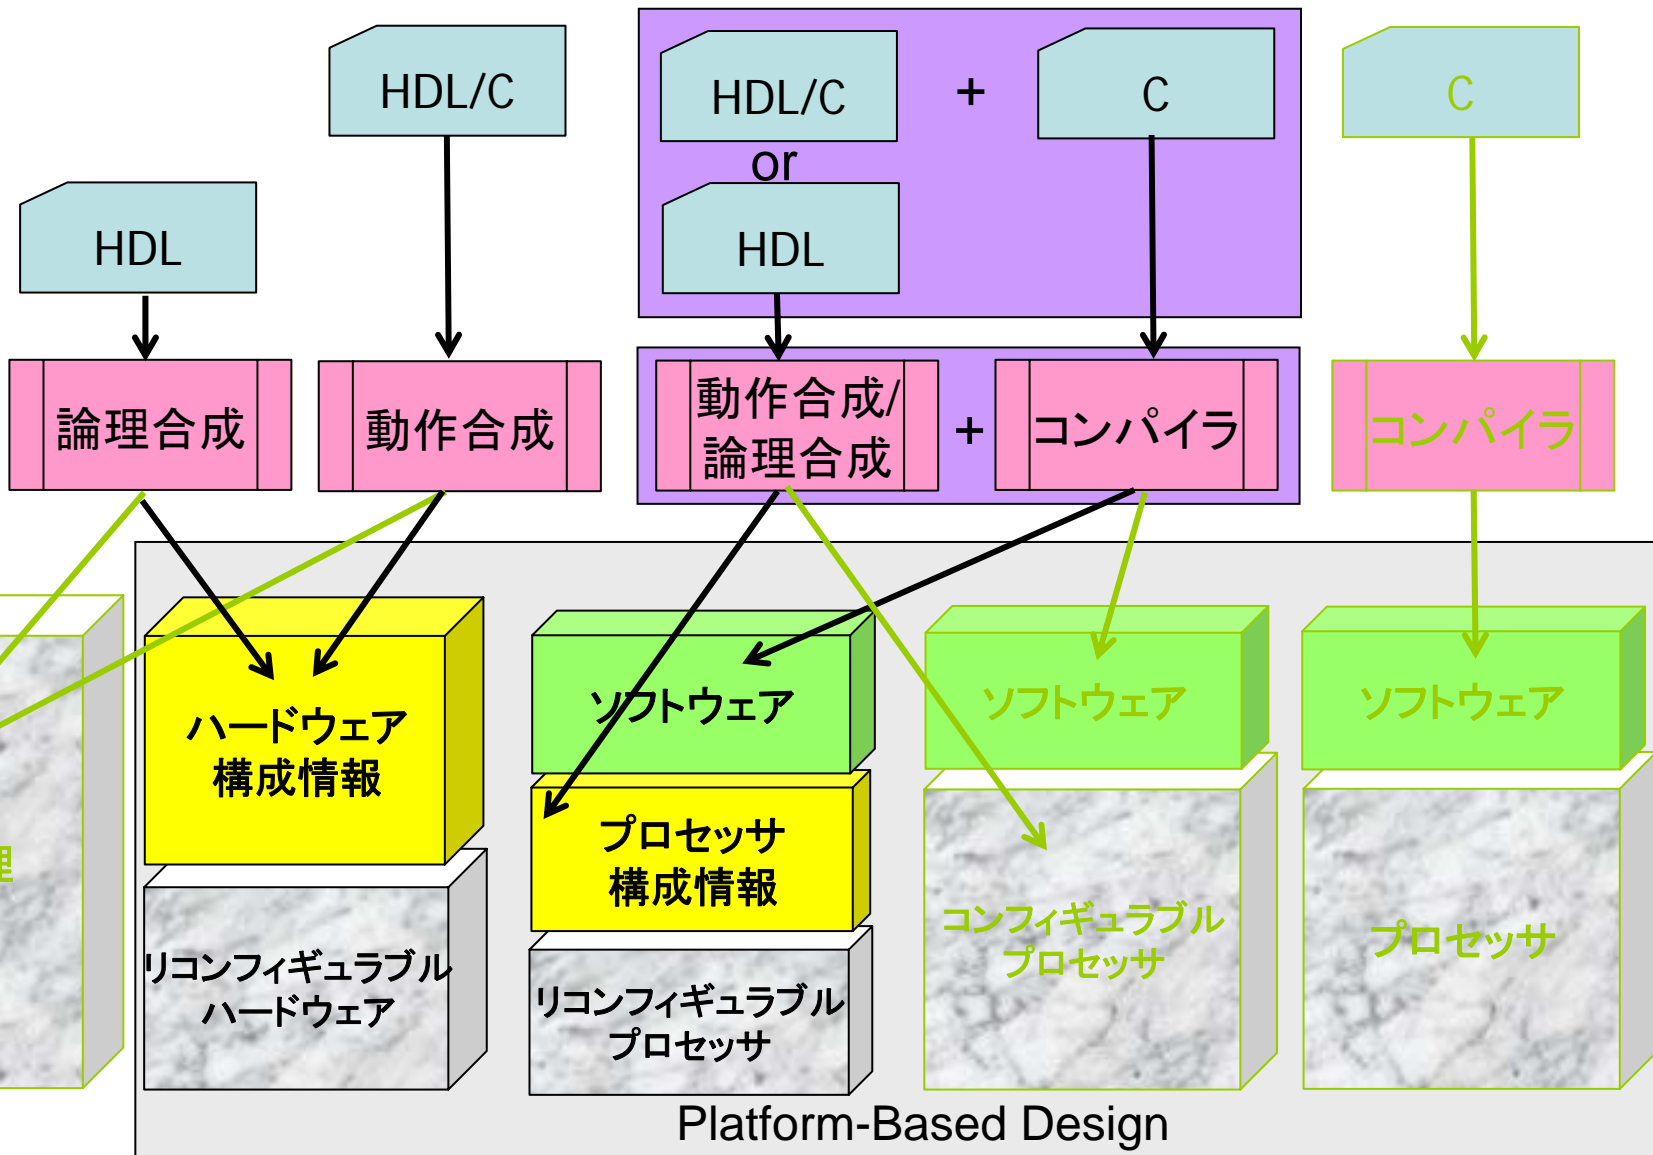 HDL/C
HDL/C
+
C
C
or
HDL
HDL
論理合成
動作合成
動作合成/
論理合成
+
コンパイラ
コンパイラ
ハードウェア
構成情報
ソフトウェア
ソフトウェア
ソフトウェア
プロセッサ
構成情報
理
リコンフィギュラブル
ハードウェア
リコンフィギュラブル
プロセッサ
コンフィギュラブル
プロセッサ
プロセッサ
Platform-Based Design